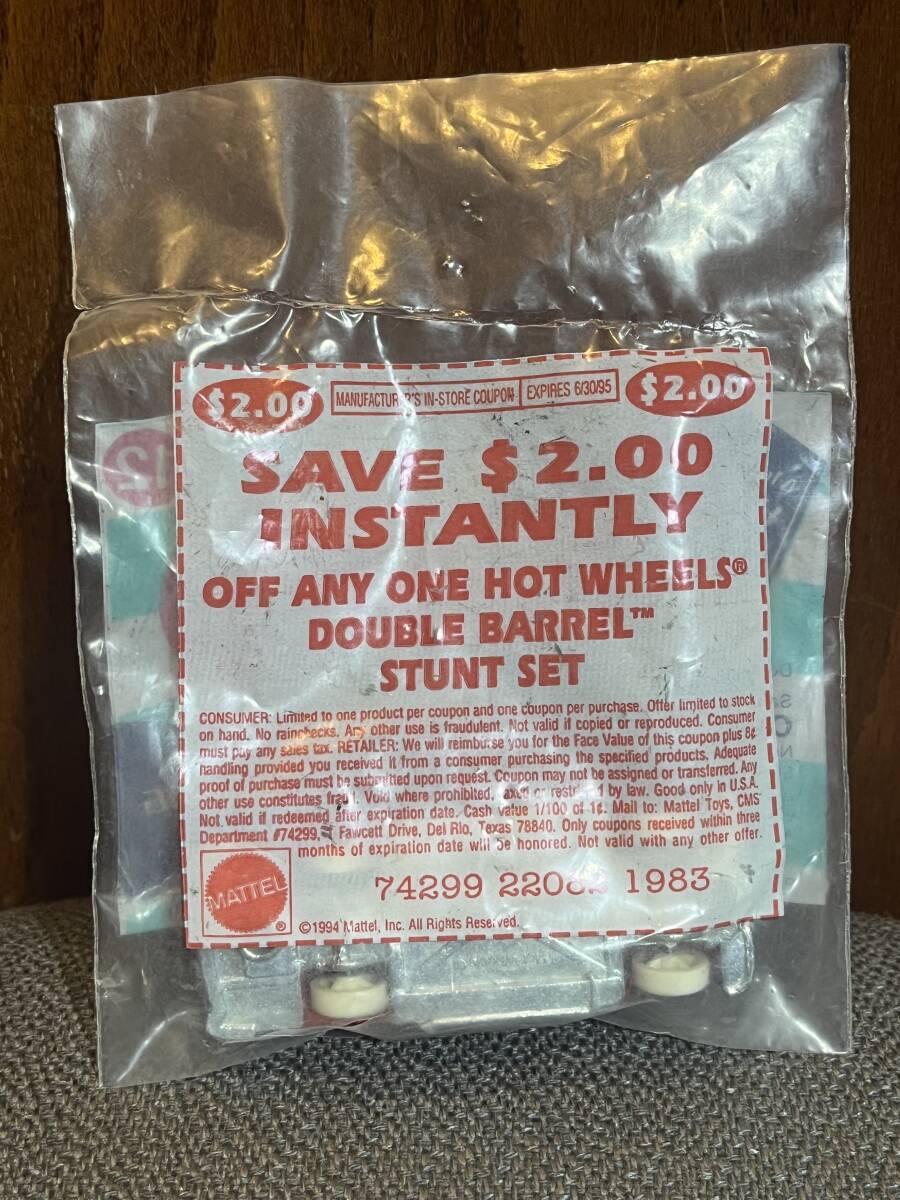 $2.00 MANUFACTURER'S IN-STORE COUPON EXPIRES 6/30/95 $2.00
SAVE $2.00
INSTANTLY
OFF ANY ONE HOT WHEELS®
DOUBLE BARREL™
STUNT SET
CONSUMER: Limited to one product per coupon and one coupon per purchase. Offer limited to stock
on hand. No rainchecks. Any other use is fraudulent. Not valid if copied or reproduced. Consumer
must pay any sales tax. RETAILER: We will reimburse you for the Face Value of this coupon plus 8¢
handling provided you received it from a consumer purchasing the specified products. Adequate
proof of purchase must be submitted upon request. Coupon may not be assigned or transferred. Any
other use constitutes fraud. Void where prohibited, taxed or restricted by law. Good only in U.S.A.
Not valid if redeemed after expiration date. Cash value 1/100 of 1¢. Mail to: Mattel Toys, CMS
Department #74299, Fawcett Drive, Del Rio, Texas 78840. Only coupons received within three
months of expiration date will be honored. Not valid with any other offer.
MATTEL ®
74299 1983
©1994 Mattel, Inc. All Rights Reserved.